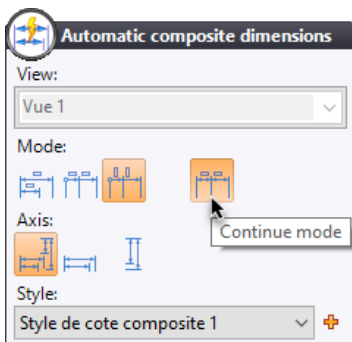 Automatic composite dimensions
View:
Vue 1
Mode:
Continue mode
Axis:
Style:
Style de cote composite 1